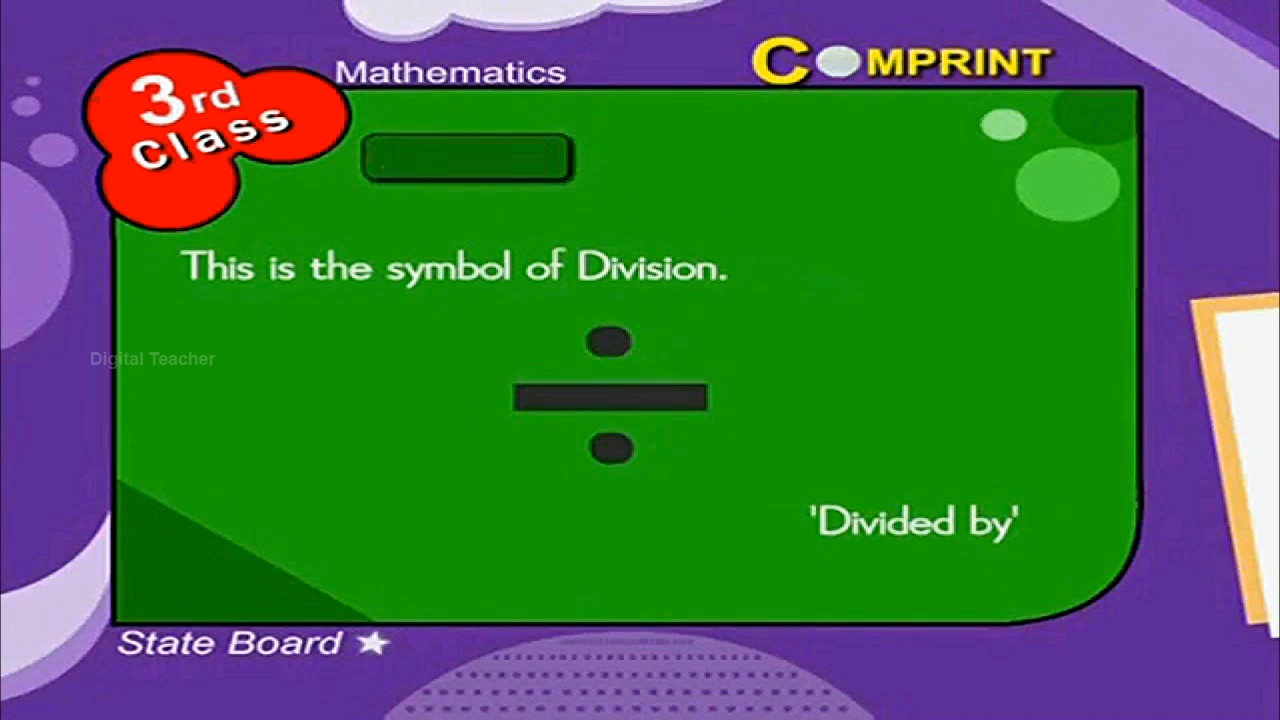 Mathematics
COMPRINT
3rd
Class
This is the symbol of Division.
÷
Digital Teacher
'Divided by'
State Board